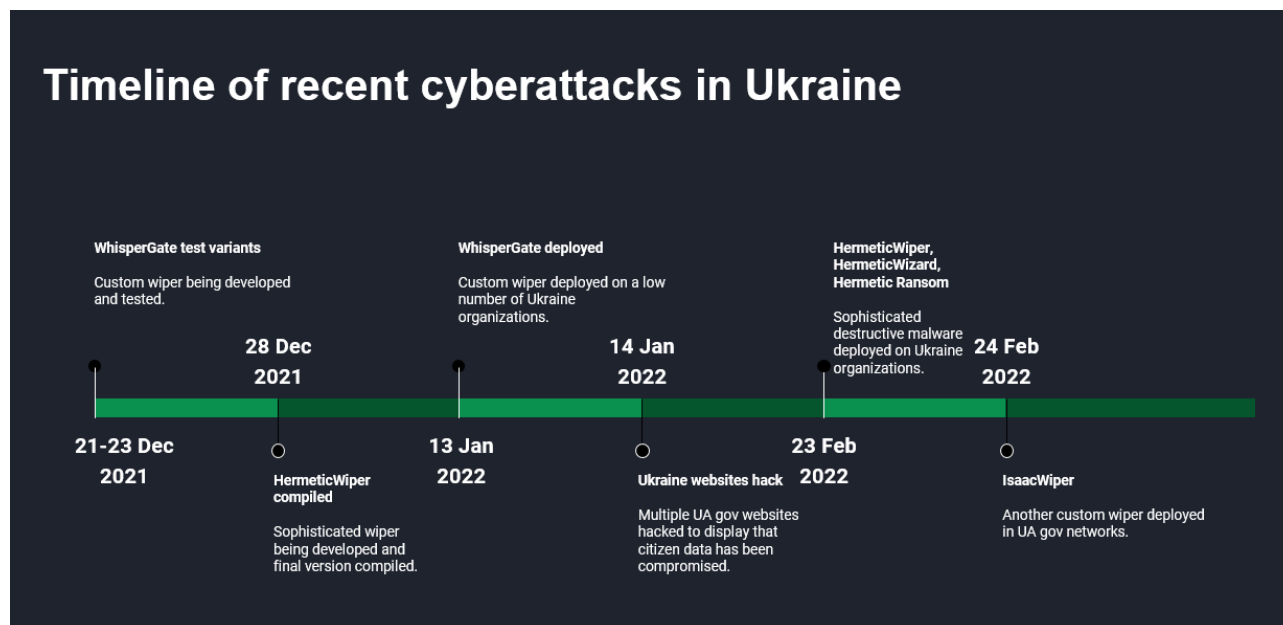 Timeline of recent cyberattacks in Ukraine
WhisperGate test variants
Custom wiper being developed
and tested.
21-23 Dec
2021
28 Dec
2021
HermeticWiper
compiled
Sophisticated wiper
being developed and
final version compiled.
WhisperGate deployed
Custom wiper deployed on a low
number of Ukraine
organizations.
13 Jan
2022
14 Jan
2022
Ukraine websites hack
Multiple UA gov websites
hacked to display that
citizen data has been
compromised.
HermeticWiper,
HermeticWizard,
Hermetic Ransom
Sophisticated
destructive malware
deployed on Ukraine
organizations.
23 Feb
2022
24 Feb
2022
IsaacWiper
Another custom wiper deployed
in UA gov networks.